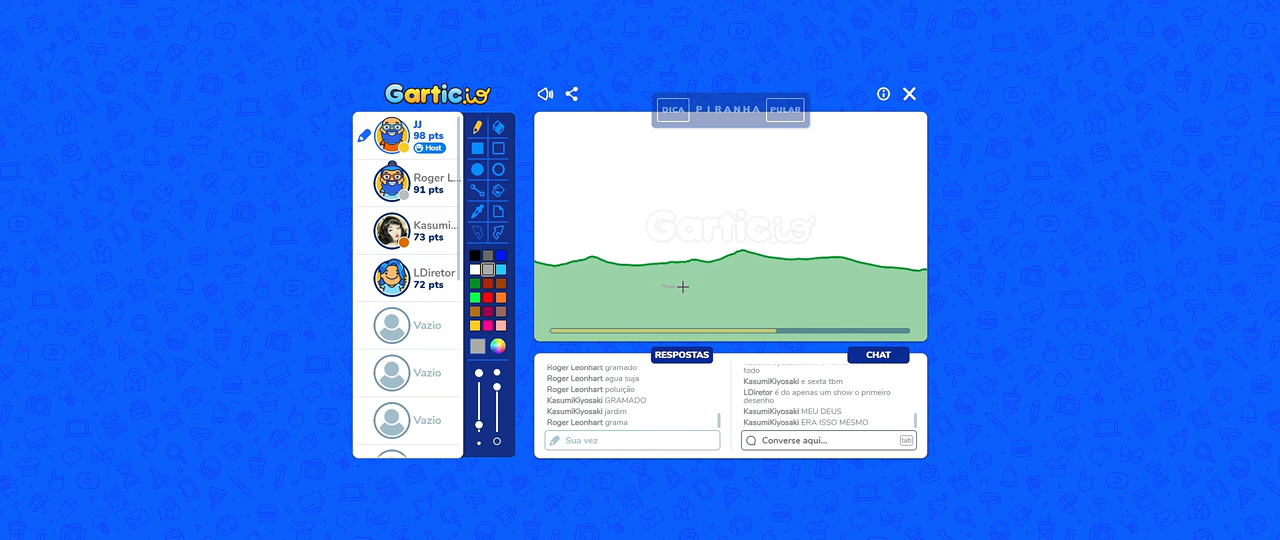 Gartic.io
DICA PIRANHA PULAR
JJ
98 pts
Host
Roger L...
91 pts
Kasumi...
73 pts
LDiretor
72 pts
Vazio
Vazio
Vazio
Gartic.io
RESPOSTAS
Roger Leonhart gramado
Roger Leonhart agua suja
Roger Leonhart poluição
KasumiKiyosaki GRAMADO
KasumiKiyosaki jardim
Roger Leonhart grama
Sua vez
CHAT
todo
KasumiKiyosaki e sexta tbm
LDiretor é do apenas um show o primeiro
desenho
KasumiKiyosaki MEU DEUS
KasumiKiyosaki ERA ISSO MESMO
Converse aqui...
tab